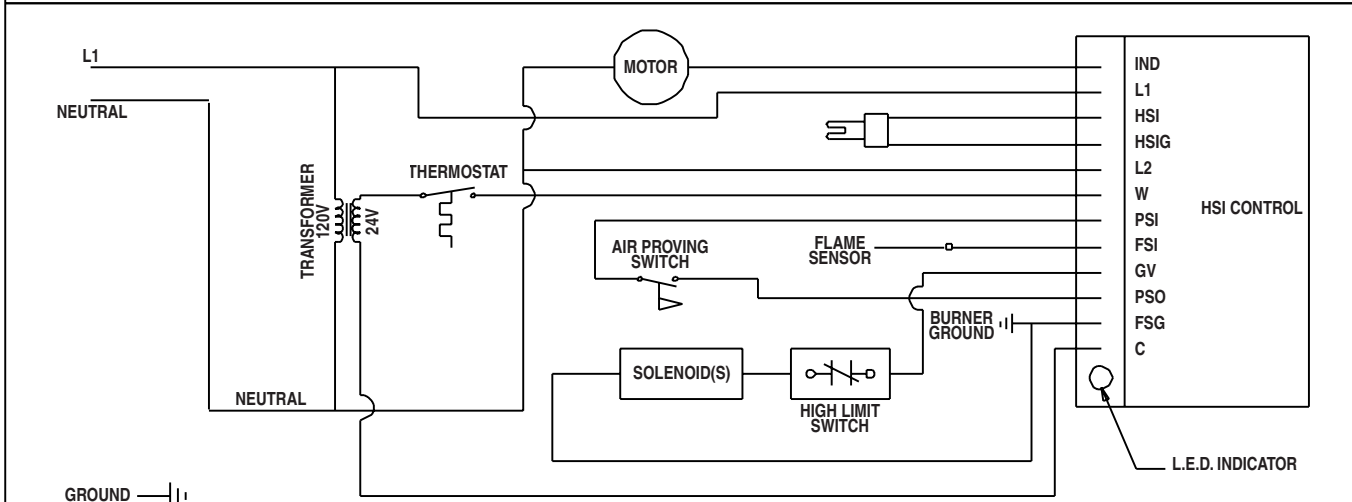 L1
NEUTRAL
MOTOR
IND
L1
HSI
HSIG
L2
W
PSI
FSI
GV
PSO
FSG
C
HSI CONTROL
TRANSFORMER
120V
24V
THERMOSTAT
AIR PROVING
SWITCH
FLAME
SENSOR
BURNER
GROUND
SOLENOID(S)
HIGH LIMIT
SWITCH
NEUTRAL
L.E.D. INDICATOR
GROUND